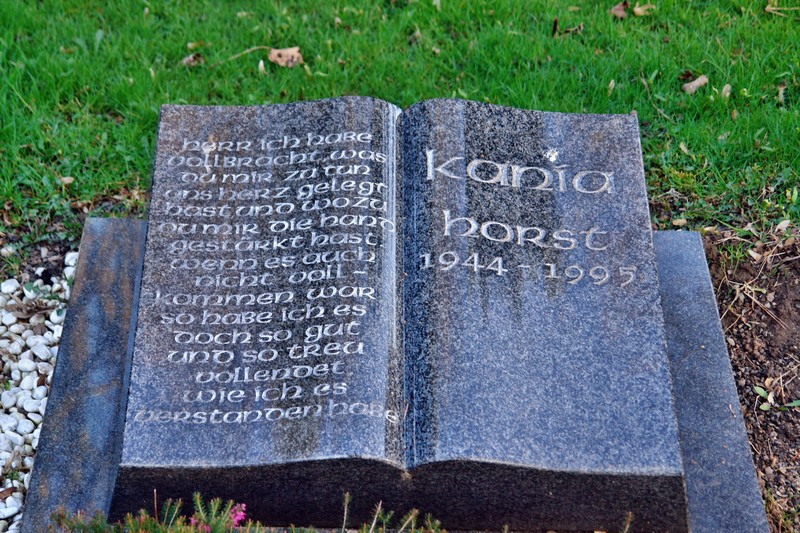 HERR ICH HABE
VOLLBRACHT WAS
DU MIR ZU TUN
ANS HERZ GELEGT
HAST UND WOZU
DU MIR DIE HAND
GESTÄRKT HAST
WENN ES AUCH
NICHT VOLL-
KOMMEN WAR
SO HABE ICH ES
DOCH SO GUT
UND SO TREU
VOLLENDET
WIE ICH ES
VERSTANDEN HABE
KANIA
HORST
1944-1995